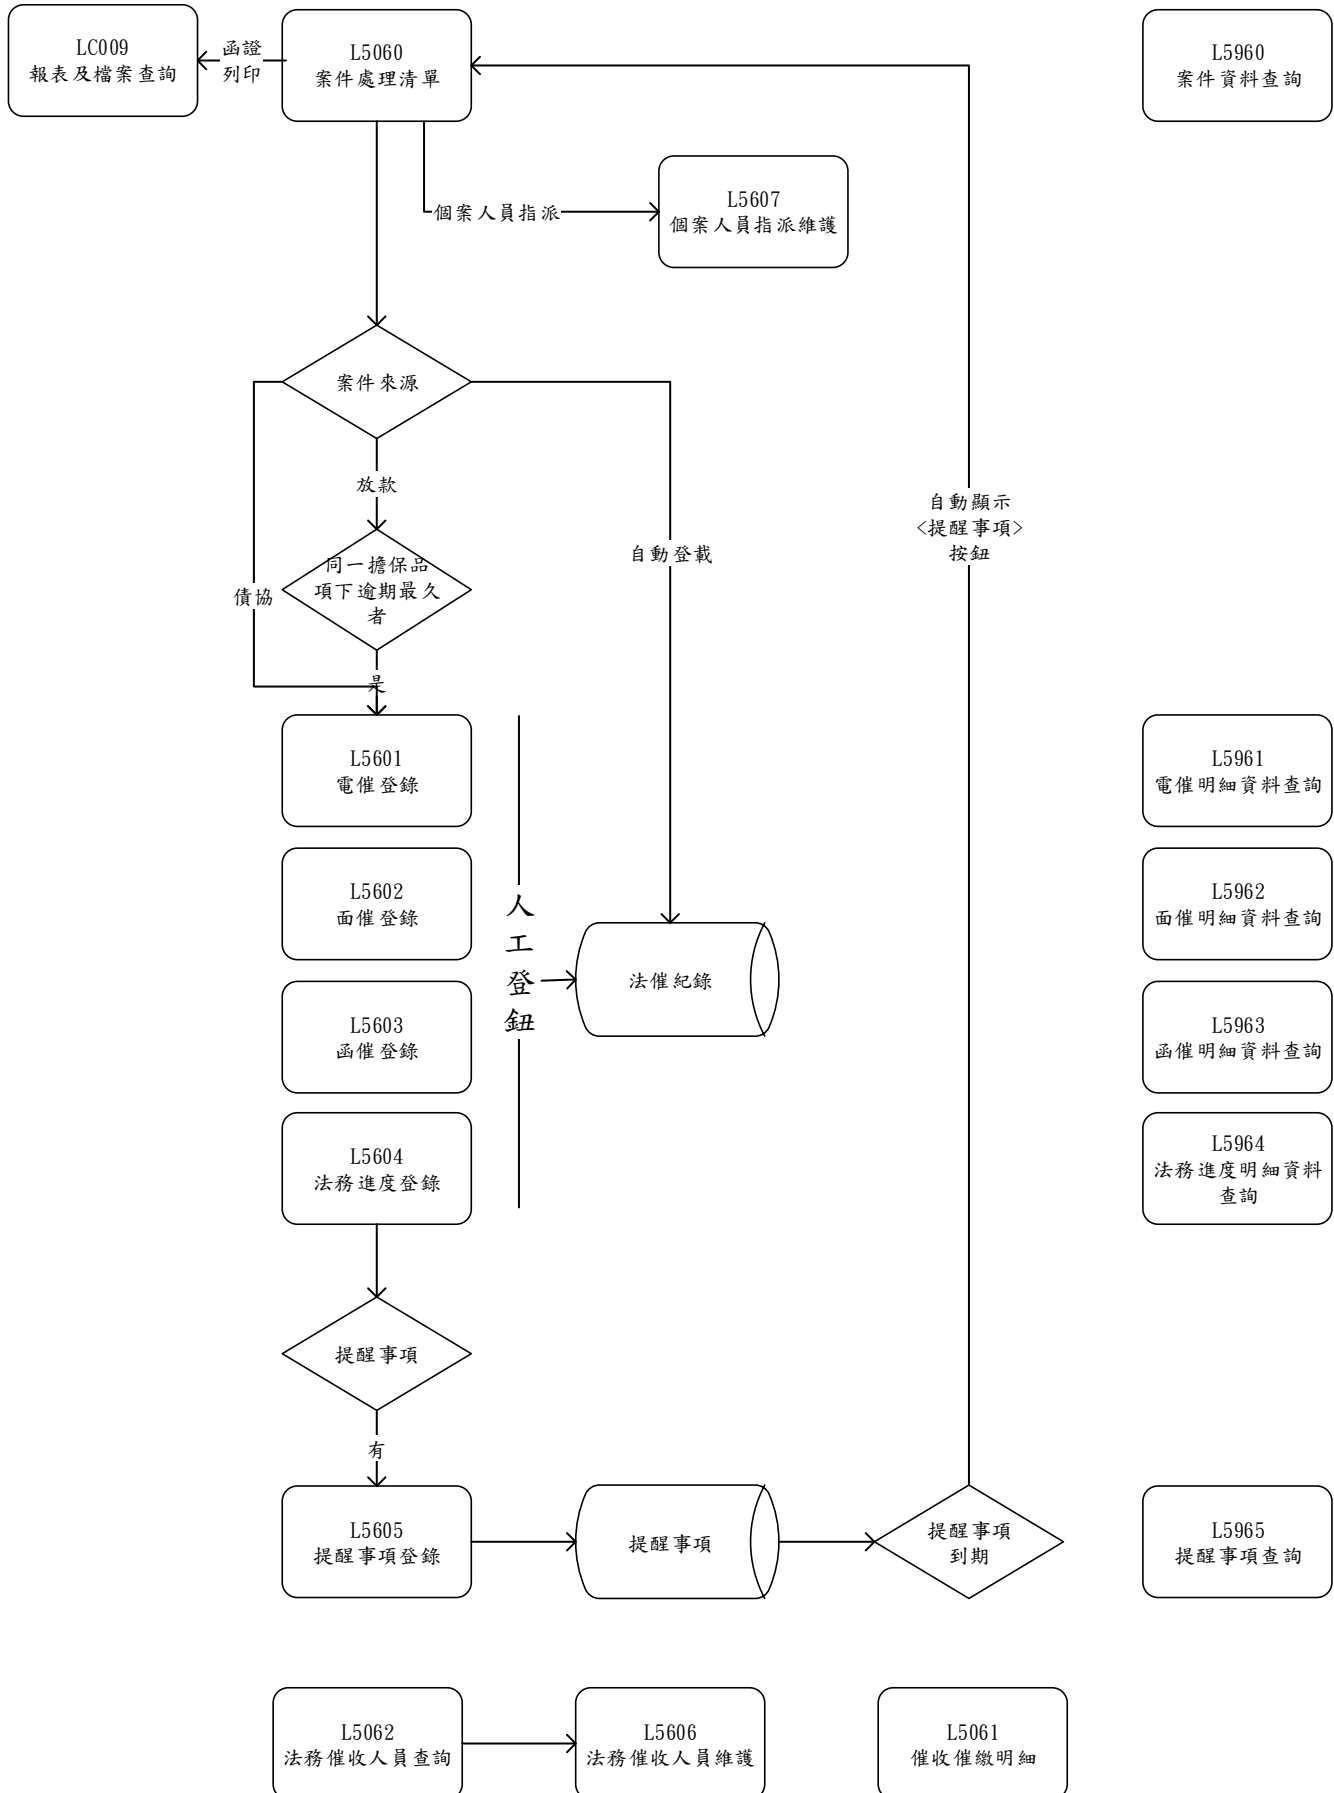 LC009
報表及檔案查詢
函證
列印
L5060
案件處理清單
L5960
案件資料查詢
個案人員指派
L5607
個案人員指派維護
案件來源
放款
同一擔保品
項下逾期最久
者
債協
是
自動登載
自動顯示
<提醒事項>
按鈕
L5601
電催登錄
L5961
電催明細資料查詢
L5602
面催登錄
L5962
面催明細資料查詢
人
工
登
鈕
法催紀錄
L5603
函催登錄
L5963
函催明細資料查詢
L5604
法務進度登錄
L5964
法務進度明細資料
查詢
提醒事項
有
L5605
提醒事項登錄
提醒事項
提醒事項
到期
L5965
提醒事項查詢
L5062
法務催收人員查詢
L5606
法務催收人員維護
L5061
催收催繳明細